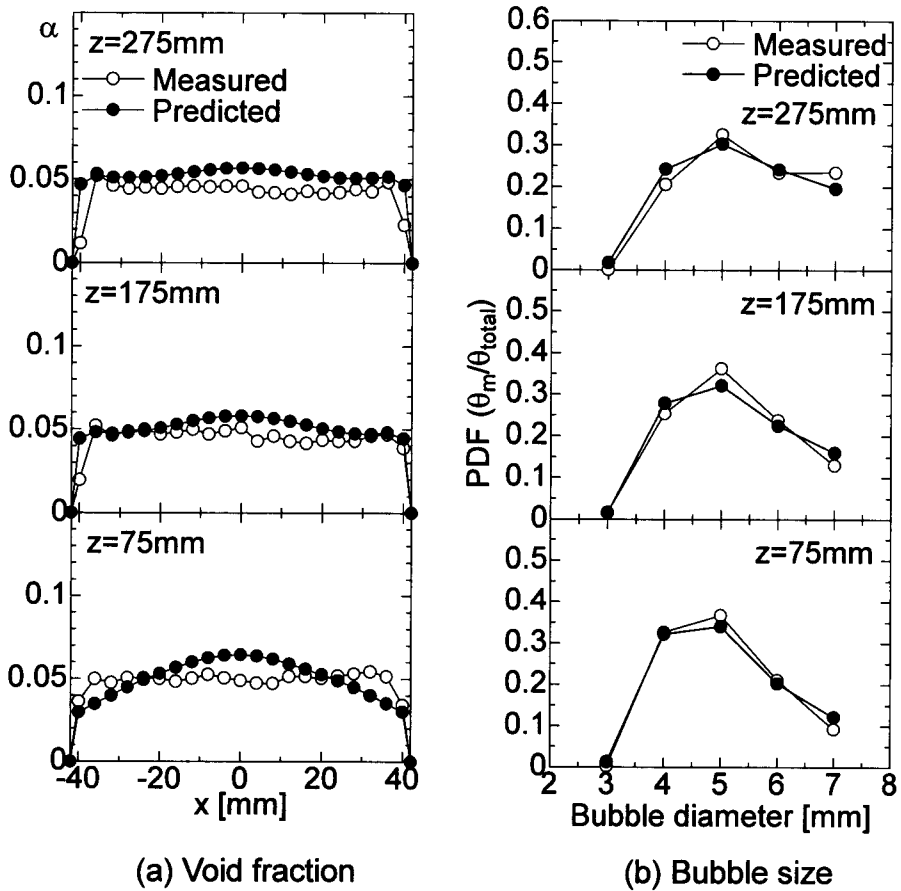 α
z=275mm
Measured
Predicted
0.1
0.05
0
z=175mm
0.1
0.05
0
z=75mm
0.1
0.05
0
-40 -20 0 20 40
x [mm]
(a) Void fraction
0.6
Measured
Predicted
0.5
z=275mm
0.4
0.3
0.2
0.1
0
z=175mm
0.5
0.4
0.3
0.2
0.1
0
z=75mm
0.5
0.4
0.3
0.2
0.1
0
PDF (θm/θtotal)
2 3 4 5 6 7 8
Bubble diameter [mm]
(b) Bubble size